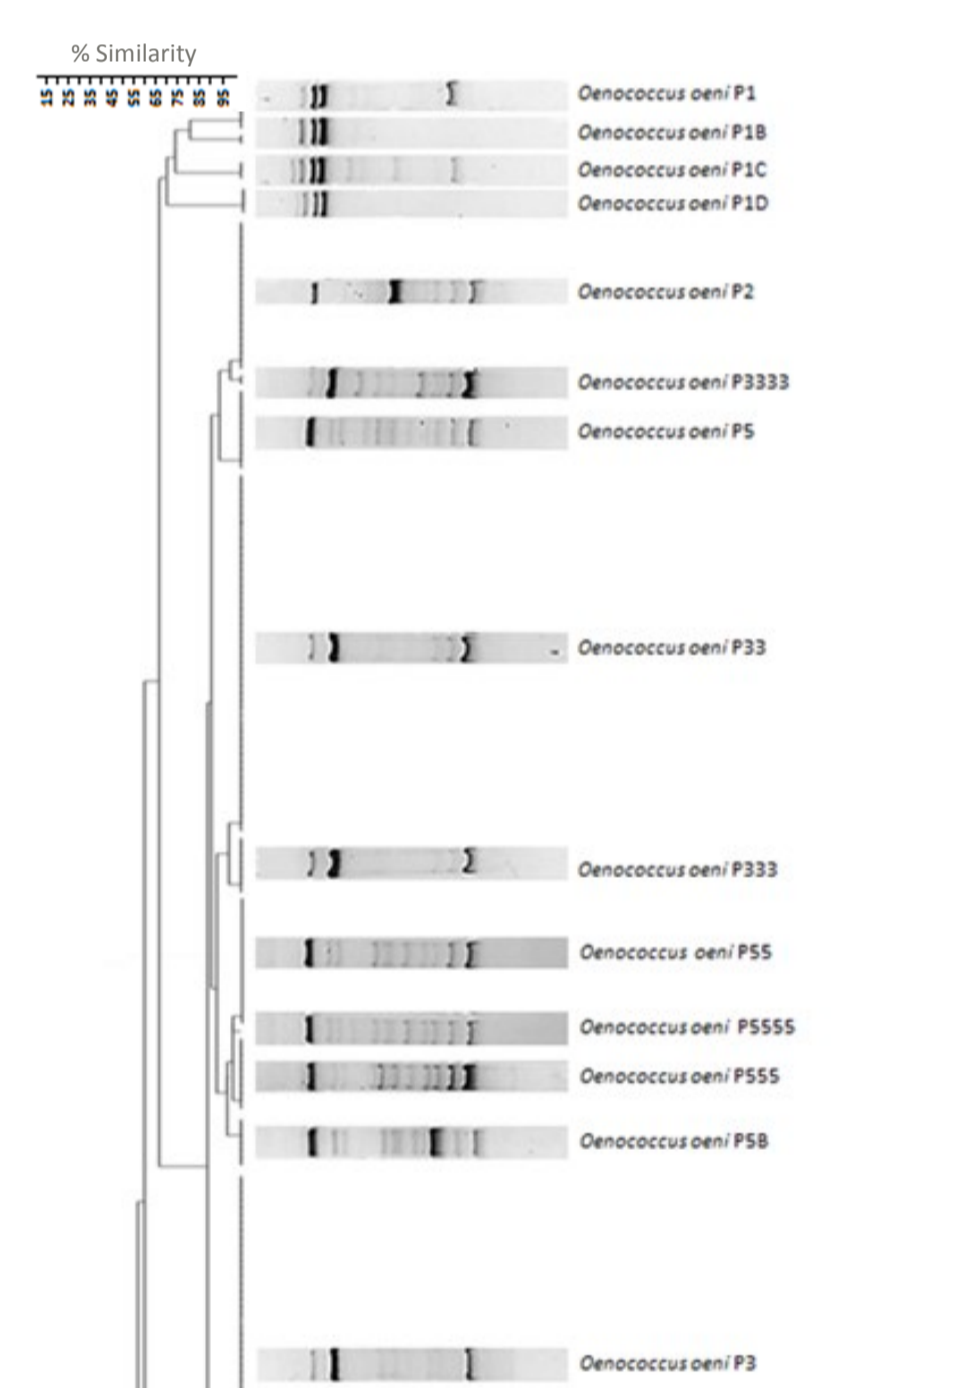 % Similarity
15 25 35 45 55 65 75 85 95
Oenococcus oeni P1
Oenococcus oeni P1B
Oenococcus oeni P1C
Oenococcus oeni P1D
Oenococcus oeni P2
Oenococcus oeni P3333
Oenococcus oeni P5
Oenococcus oeni P33
Oenococcus oeni P333
Oenococcus oeni P55
Oenococcus oeni P5555
Oenococcus oeni P555
Oenococcus oeni P5B
Oenococcus oeni P3